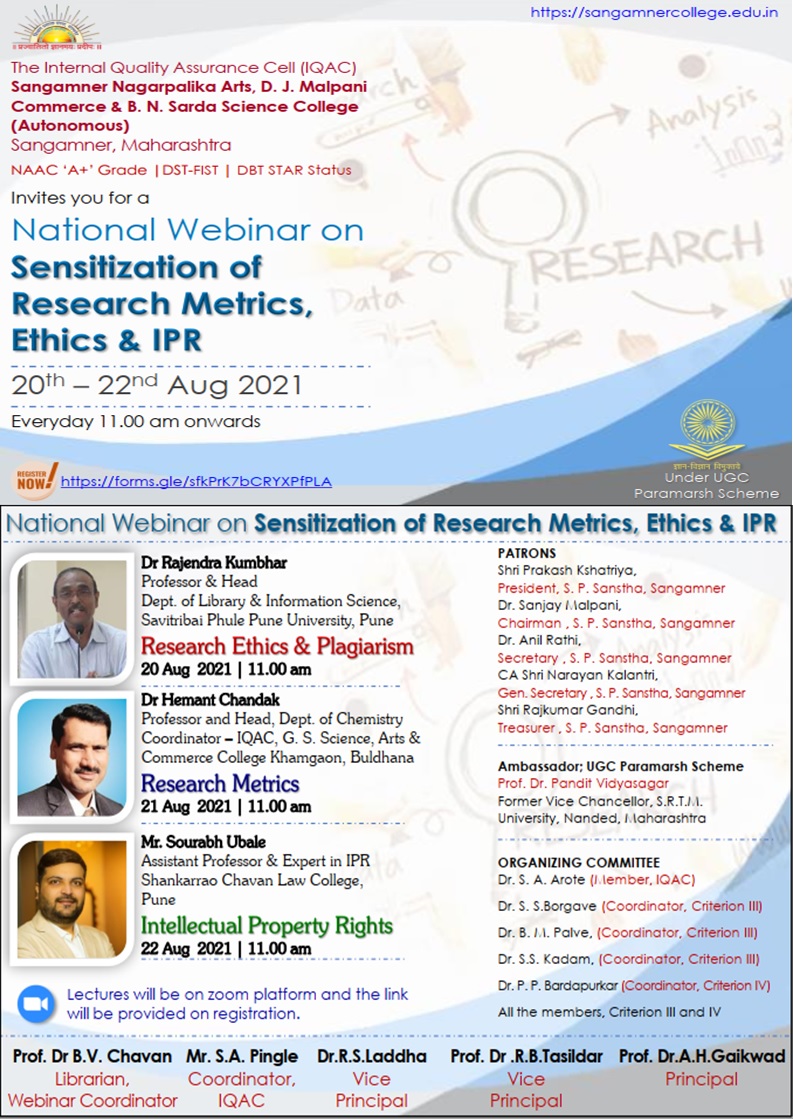 https://sangamnercollege.edu.in
॥ प्रज्वालितो ज्ञानमयः प्रदीपः ॥
The Internal Quality Assurance Cell (IQAC)
Sangamner Nagarpalika Arts, D. J. Malpani
Commerce & B. N. Sarda Science College
(Autonomous)
Sangamner, Maharashtra
NAAC ‘A+’ Grade |DST-FIST | DBT STAR Status
Invites you for a
National Webinar on
Sensitization of
Research Metrics,
Ethics & IPR
20th – 22nd Aug 2021
Everyday 11.00 am onwards
REGISTER
NOW!
https://forms.gle/sfkPrK7bCRYXPfPLA
Analysis
RESEARCH
Data
ज्ञान-विज्ञान विमुक्तये
Under UGC
Paramarsh Scheme
National Webinar on Sensitization of Research Metrics, Ethics & IPR
Dr Rajendra Kumbhar
Professor & Head
Dept. of Library & Information Science,
Savitribai Phule Pune University, Pune
Research Ethics & Plagiarism
20 Aug 2021 | 11.00 am
Dr Hemant Chandak
Professor and Head, Dept. of Chemistry
Coordinator – IQAC, G. S. Science, Arts &
Commerce College Khamgaon, Buldhana
Research Metrics
21 Aug 2021 | 11.00 am
Mr. Sourabh Ubale
Assistant Professor & Expert in IPR
Shankarrao Chavan Law College,
Pune
Intellectual Property Rights
22 Aug 2021 | 11.00 am
Lectures will be on zoom platform and the link
will be provided on registration.
PATRONS
Shri Prakash Kshatriya,
President, S. P. Sanstha, Sangamner
Dr. Sanjay Malpani,
Chairman , S. P. Sanstha, Sangamner
Dr. Anil Rathi,
Secretary , S. P. Sanstha, Sangamner
CA Shri Narayan Kalantri,
Gen. Secretary , S. P. Sanstha, Sangamner
Shri Rajkumar Gandhi,
Treasurer , S. P. Sanstha, Sangamner
Ambassador; UGC Paramarsh Scheme
Prof. Dr. Pandit Vidyasagar
Former Vice Chancellor, S.R.T.M.
University, Nanded, Maharashtra
ORGANIZING COMMITTEE
Dr. S. A. Arote (Member, IQAC)
Dr. S. S.Borgave (Coordinator, Criterion III)
Dr. B. M. Palve, (Coordinator, Criterion III)
Dr. S.S. Kadam, (Coordinator, Criterion III)
Dr. P. P. Bardapurkar (Coordinator, Criterion IV)
All the members, Criterion III and IV
Prof. Dr B.V. Chavan
Librarian,
Webinar Coordinator
Mr. S.A. Pingle
Coordinator,
IQAC
Dr.R.S.Laddha
Vice
Principal
Prof. Dr .R.B.Tasildar
Vice
Principal
Prof. Dr.A.H.Gaikwad
Principal